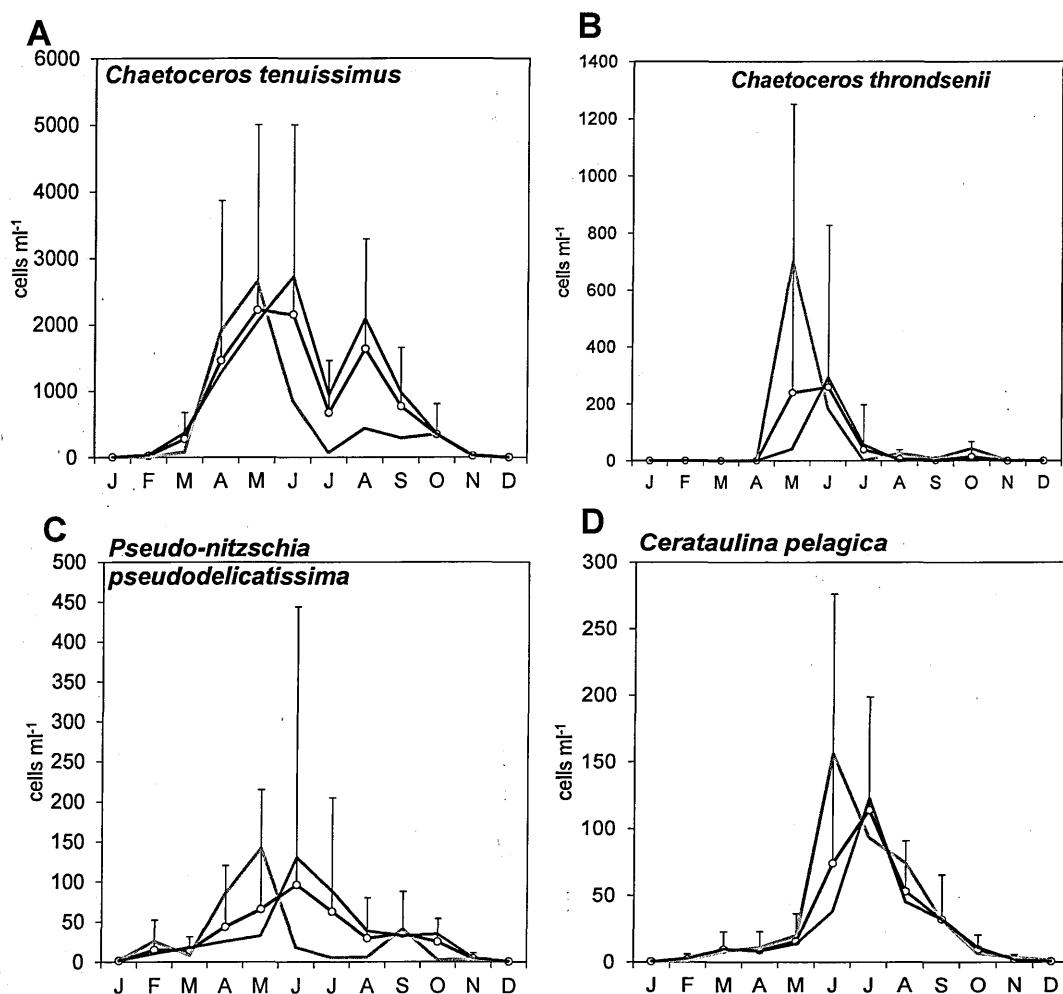 A
Chaetoceros tenuissimus
6000
5000
4000
3000
2000
1000
0
cells ml-1
J F M A M J J A S O N D
B
Chaetoceros throndsenii
1400
1200
1000
800
600
400
200
0
cells ml-1
J F M A M J J A S O N D
C
Pseudo-nitzschia
pseudodelicatissima
500
450
400
350
300
250
200
150
100
50
0
cells ml-1
J F M A M J J A S O N D
D
Cerataulina pelagica
300
250
200
150
100
50
0
cells ml-1
J F M A M J J A S O N D